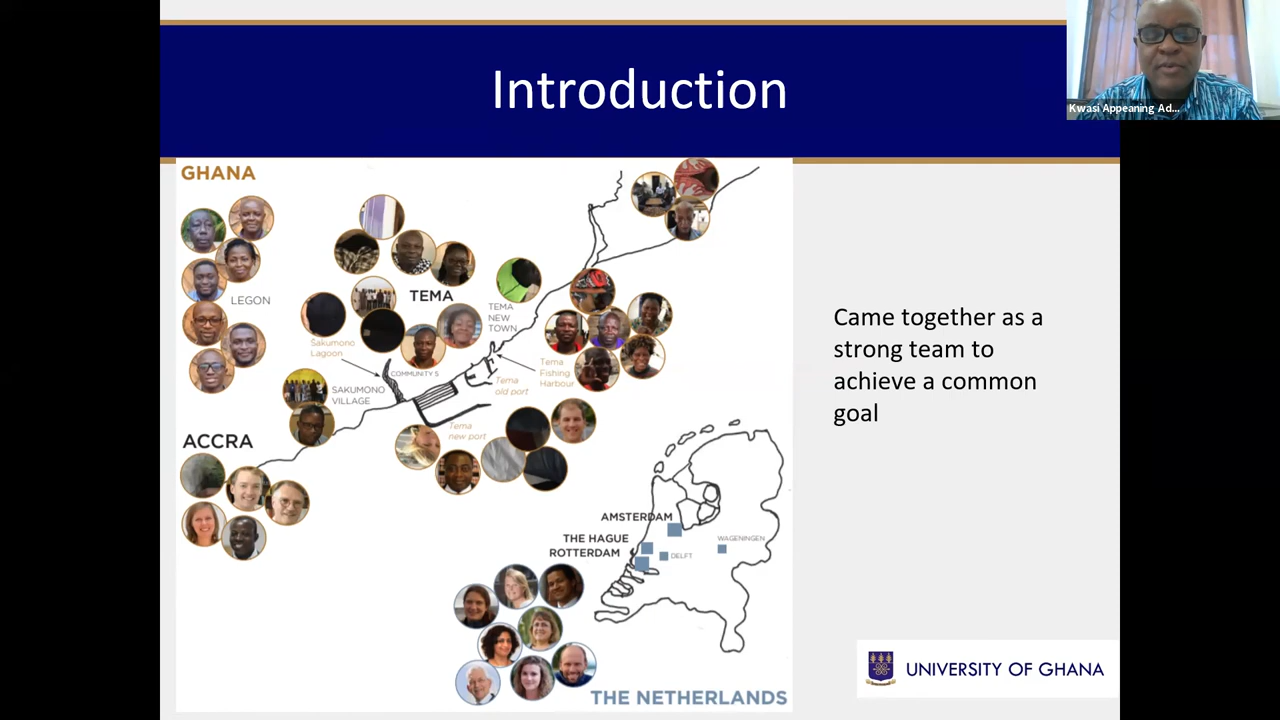 Introduction
Kwasi Appeaning Ad...
GHANA
LEGON
TEMA
TEMA
NEW
TOWN
Sakumono
Lagoon
COMMUNITY 5
Tema
Fishing
Harbour
Tema
old port
SAKUMONO
VILLAGE
Tema
new port
ACCRA
Came together as a
strong team to
achieve a common
goal
AMSTERDAM
THE HAGUE
ROTTERDAM
DELFT
WAGENINGEN
THE NETHERLANDS
UNIVERSITY OF GHANA